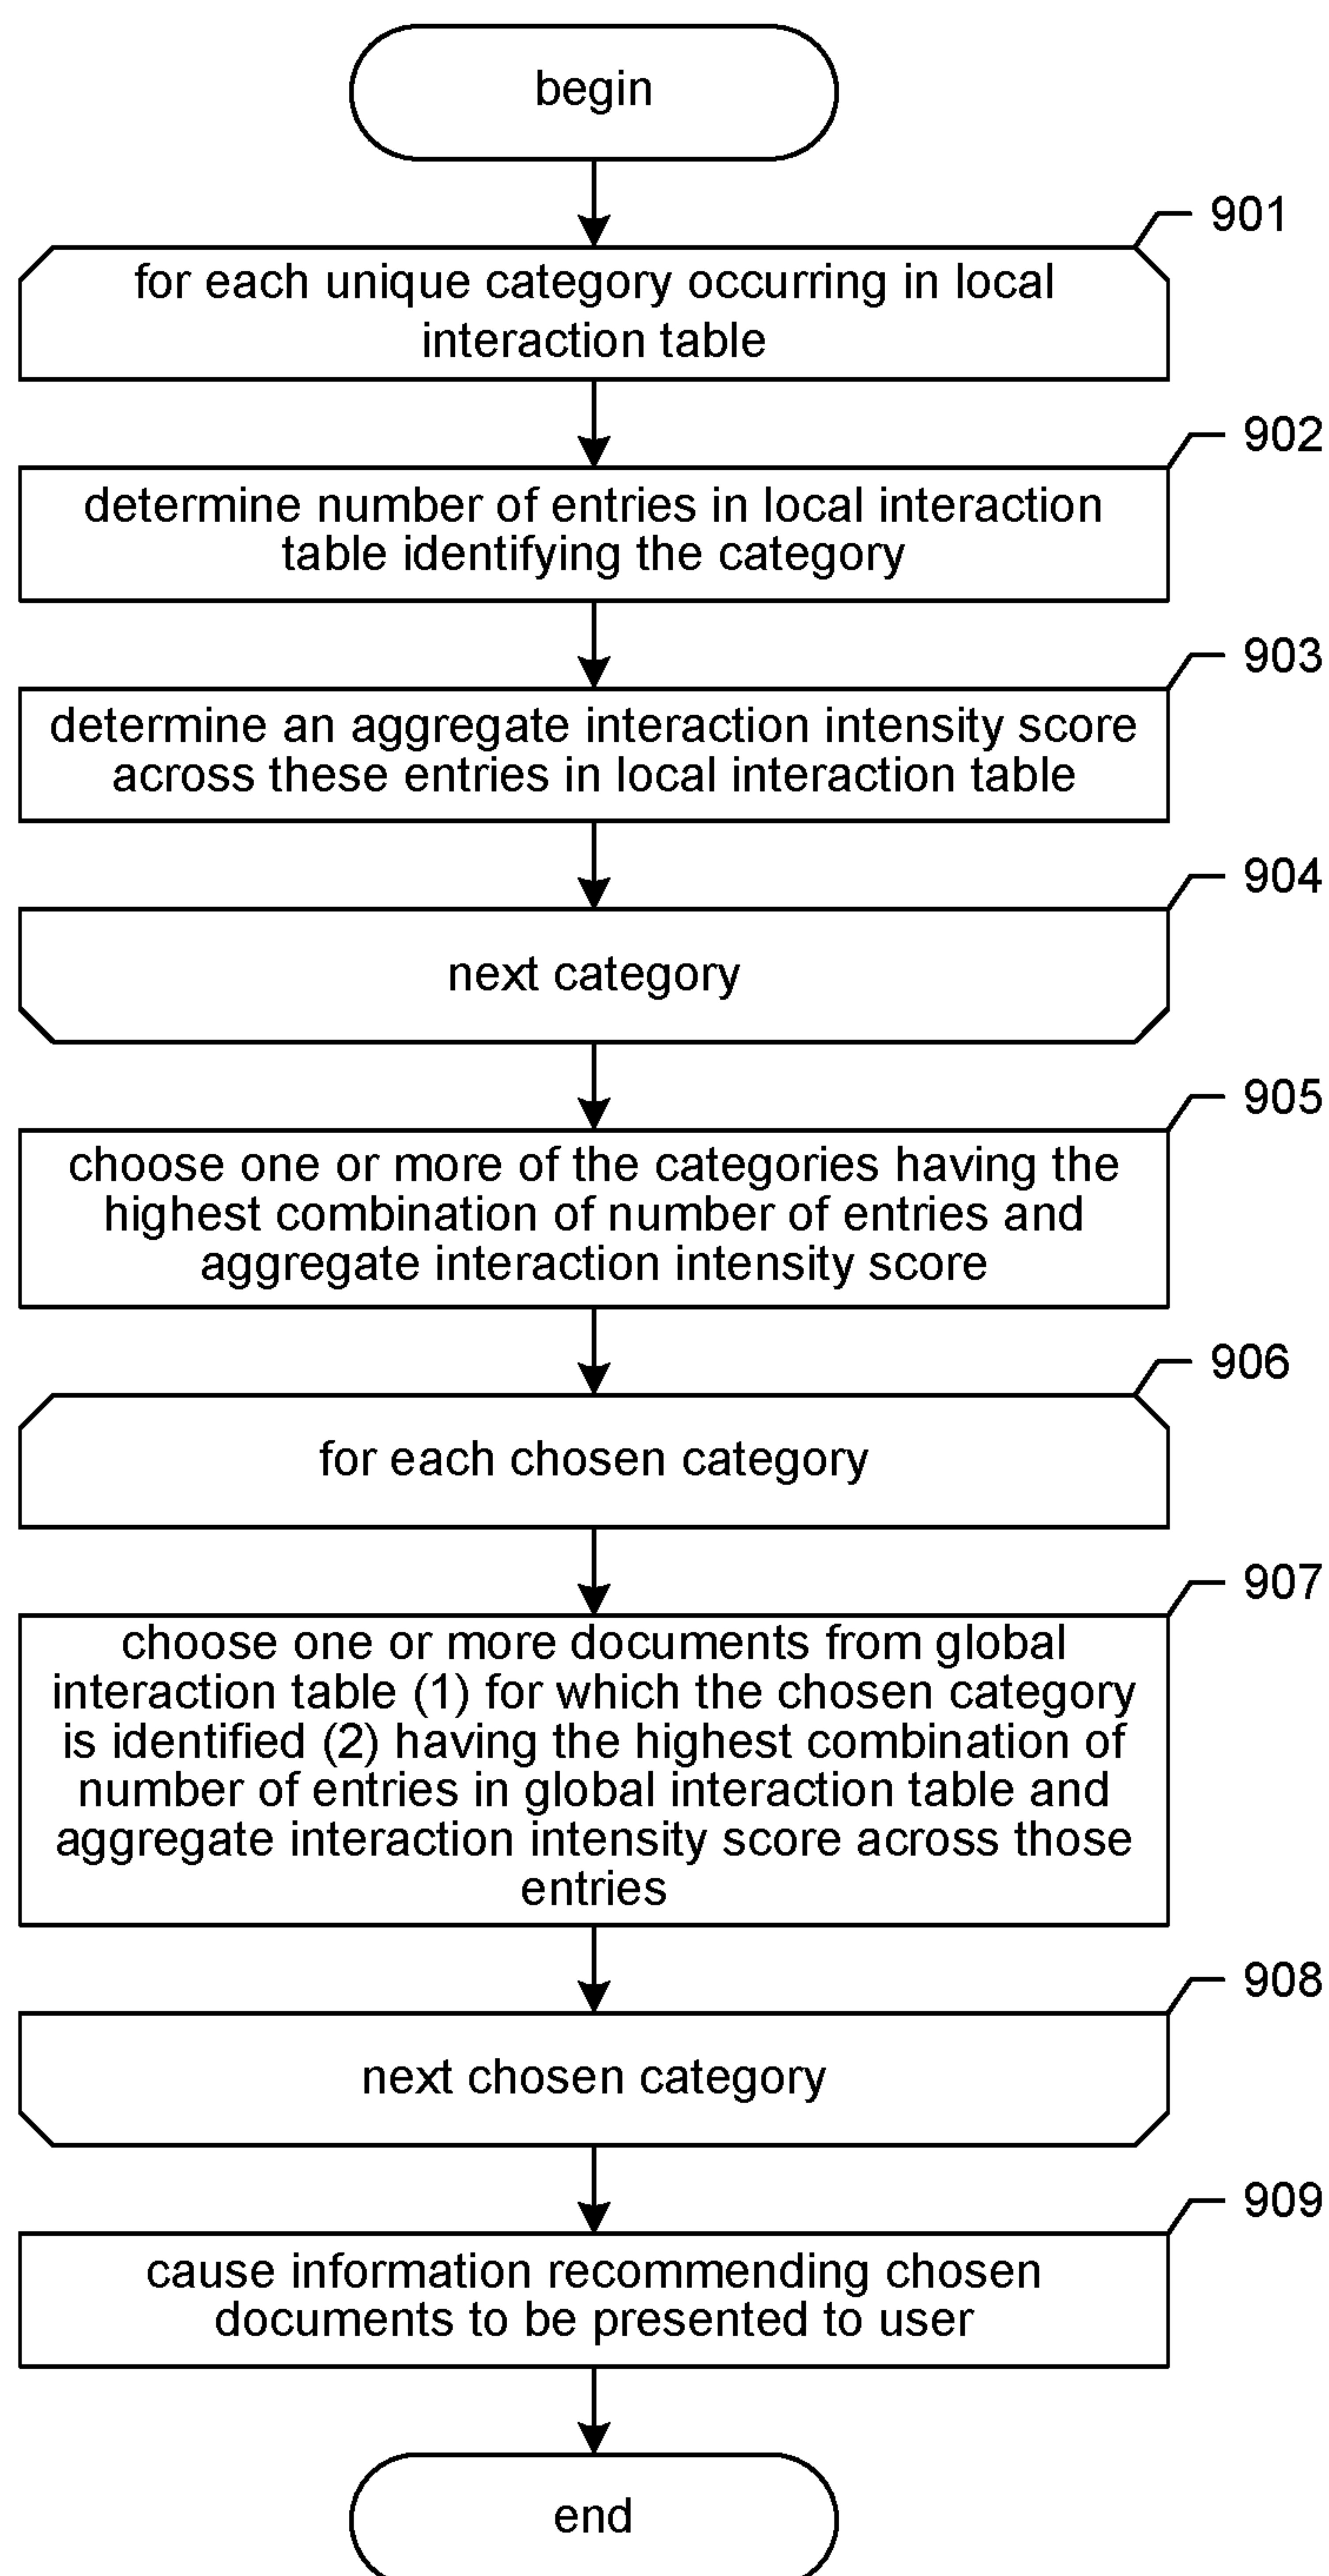 begin
901
for each unique category occurring in local
interaction table
902
determine number of entries in local interaction
table identifying the category
903
determine an aggregate interaction intensity score
across these entries in local interaction table
904
next category
905
choose one or more of the categories having the
highest combination of number of entries and
aggregate interaction intensity score
906
for each chosen category
907
choose one or more documents from global
interaction table (1) for which the chosen category
is identified (2) having the highest combination of
number of entries in global interaction table and
aggregate interaction intensity score across those
entries
908
next chosen category
909
cause information recommending chosen
documents to be presented to user
end